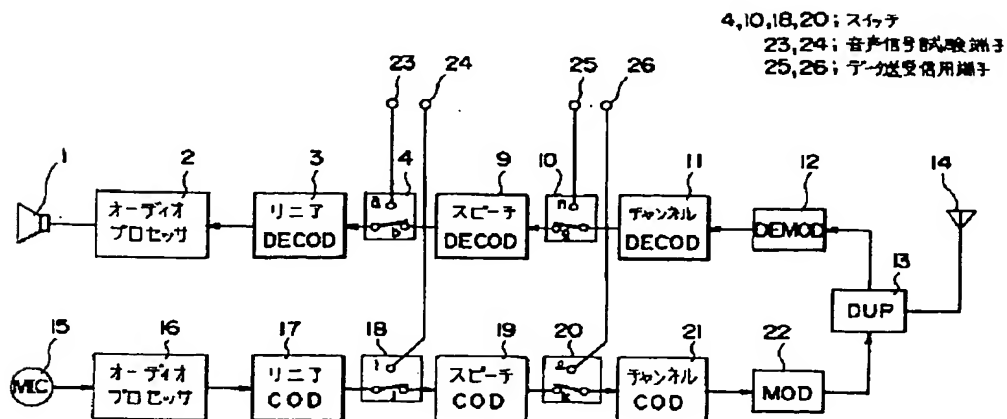 4,10,18,20; スイッチ
23,24; 音声信号試験端子
25,26; データ送受信用端子
23 24 25 26
1 2 3 4 9 10 11 12 14
a
n
オーディオ
プロセッサ
リニア
DECOD
b
スピーチ
DECOD
チャンネル
DECOD
DEMOD
13
DUP
15 16 17 18 19 20 21 22
MIC
オーディオ
プロセッサ
リニア
COD
i
j
スピーチ
COD
チャンネル
COD
MOD